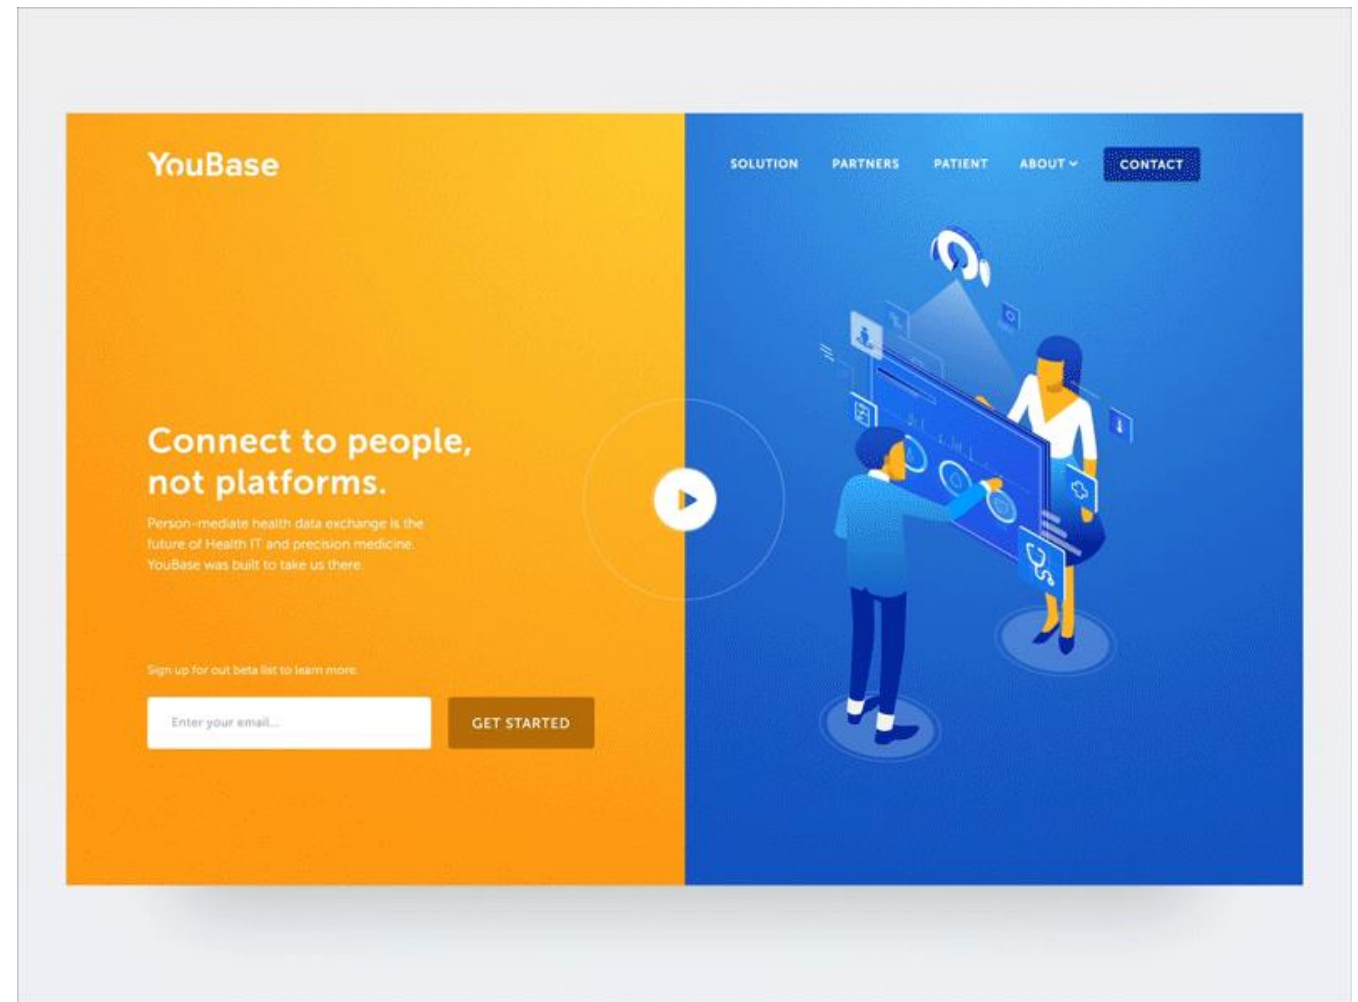 YouBase
SOLUTION PARTNERS PATIENT ABOUT CONTACT
Connect to people,
not platforms.
Person-mediate health data exchange is the
future of Health IT and precision medicine.
YouBase was built to take us there.
Sign up for out beta list to learn more.
Enter your email...
GET STARTED